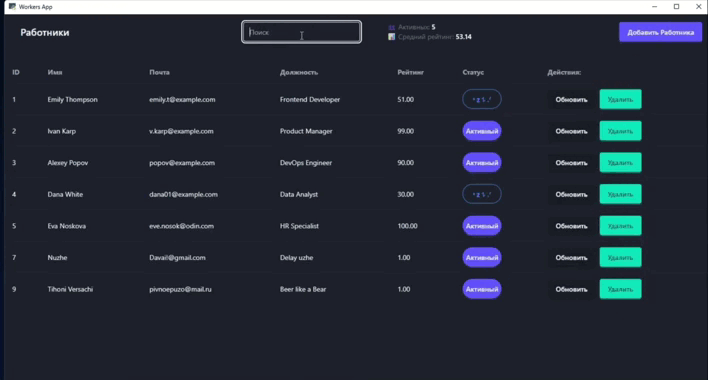 Workers App
Работники
Поиск
Активные: 5
Средний рейтинг: 53.14
Добавить Работника
ID Имя Почта Должность Рейтинг Статус Действия:
1 Emily Thompson emily.t@example.com Frontend Developer 51.00 Обновить Удалить
2 Ivan Karp v.karp@example.com Product Manager 99.00 Активный Обновить Удалить
3 Alexey Popov popov@example.com DevOps Engineer 90.00 Активный Обновить Удалить
4 Dana White dana01@example.com Data Analyst 30.00 Обновить Удалить
5 Eva Noskova eve.nosok@odin.com HR Specialist 100.00 Активный Обновить Удалить
7 Nuzhe Davai!@gmail.com Delay uzhe 1.00 Активный Обновить Удалить
9 Tihoni Versachi pivnoepuzo@mail.ru Beer like a Bear 1.00 Активный Обновить Удалить